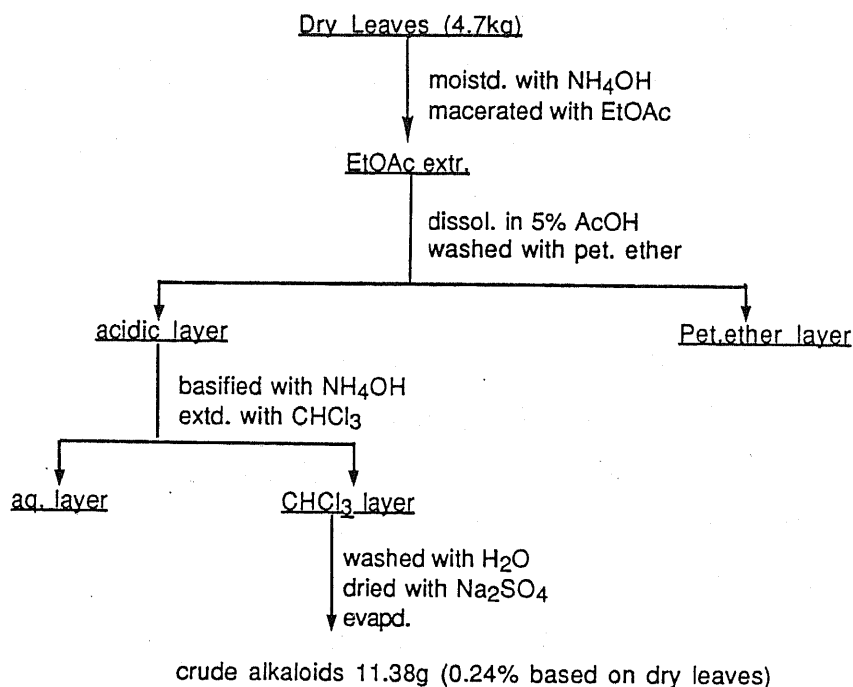 Dry Leaves (4.7kg)
moistd. with NH4OH
macerated with EtOAc
EtOAc extr.
dissol. in 5% AcOH
washed with pet. ether
acidic layer
Pet.ether layer
basified with NH4OH
extd. with CHCl3
aq. layer
CHCl3 layer
washed with H2O
dried with Na2SO4
evapd.
crude alkaloids 11.38g (0.24% based on dry leaves)